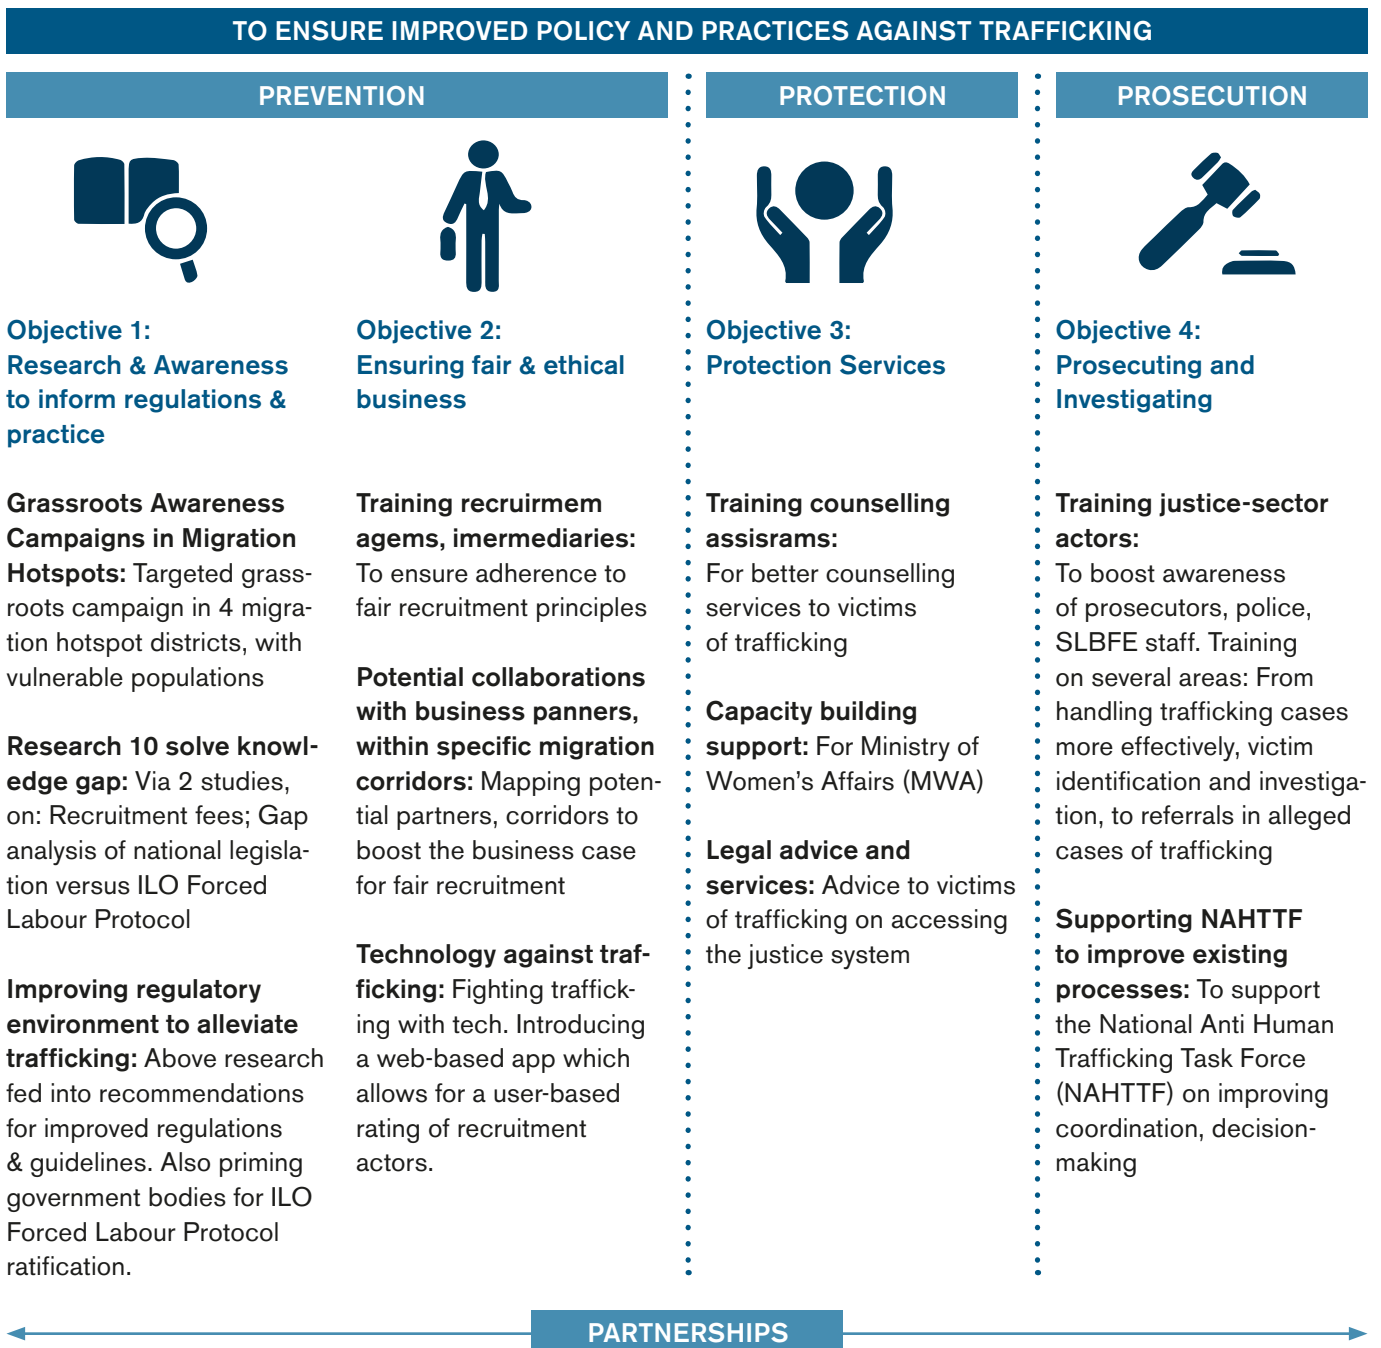 TO ENSURE IMPROVED POLICY AND PRACTICES AGAINST TRAFFICKING
PREVENTION
Objective 1:
Research & Awareness
to inform regulations &
practice
Grassroots Awareness
Campaigns in Migration
Hotspots: Targeted grass-
roots campaign in 4 migra-
tion hotspot districts, with
vulnerable populations
Research 10 solve knowl-
edge gap: Via 2 studies,
on: Recruitment fees; Gap
analysis of national legisla-
tion versus ILO Forced
Labour Protocol
Improving regulatory
environment to alleviate
trafficking: Above research
fed into recommendations
for improved regulations
& guidelines. Also priming
government bodies for ILO
Forced Labour Protocol
ratification.
Objective 2:
Ensuring fair & ethical
business
Training recruirmem
agems, imermediaries:
To ensure adherence to
fair recruitment principles
Potential collaborations
with business panners,
within specific migration
corridors: Mapping poten-
tial partners, corridors to
boost the business case
for fair recruitment
Technology against traf-
ficking: Fighting traffick-
ing with tech. Introducing
a web-based app which
allows for a user-based
rating of recruitment
actors.
PROTECTION
Objective 3:
Protection Services
Training counselling
assisrams:
For better counselling
services to victims
of trafficking
Capacity building
support: For Ministry of
Women's Affairs (MWA)
Legal advice and
services: Advice to victims
of trafficking on accessing
the justice system
PROSECUTION
Objective 4:
Prosecuting and
Investigating
Training justice-sector
actors:
To boost awareness
of prosecutors, police,
SLBFE staff. Training
on several areas: From
handling trafficking cases
more effectively, victim
identification and investiga-
tion, to referrals in alleged
cases of trafficking
Supporting NAHTTF
to improve existing
processes: To support
the National Anti Human
Trafficking Task Force
(NAHTTF) on improving
coordination, decision-
making
PARTNERSHIPS